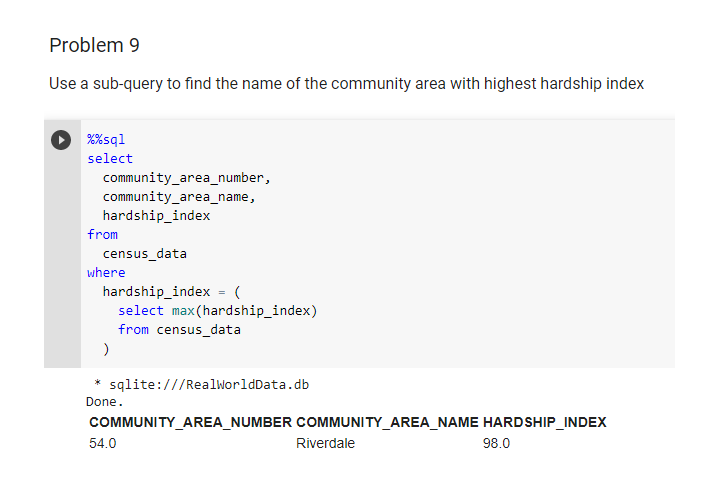 Problem 9
Use a sub-query to find the name of the community area with highest hardship index
%%sql
select
community_area_number,
community_area_name,
hardship_index
from
census_data
where
hardship_index = (
select max(hardship_index)
from census_data
)
* sqlite:///RealWorldData.db
Done.
COMMUNITY_AREA_NUMBER COMMUNITY_AREA_NAME HARDSHIP_INDEX
54.0 Riverdale 98.0